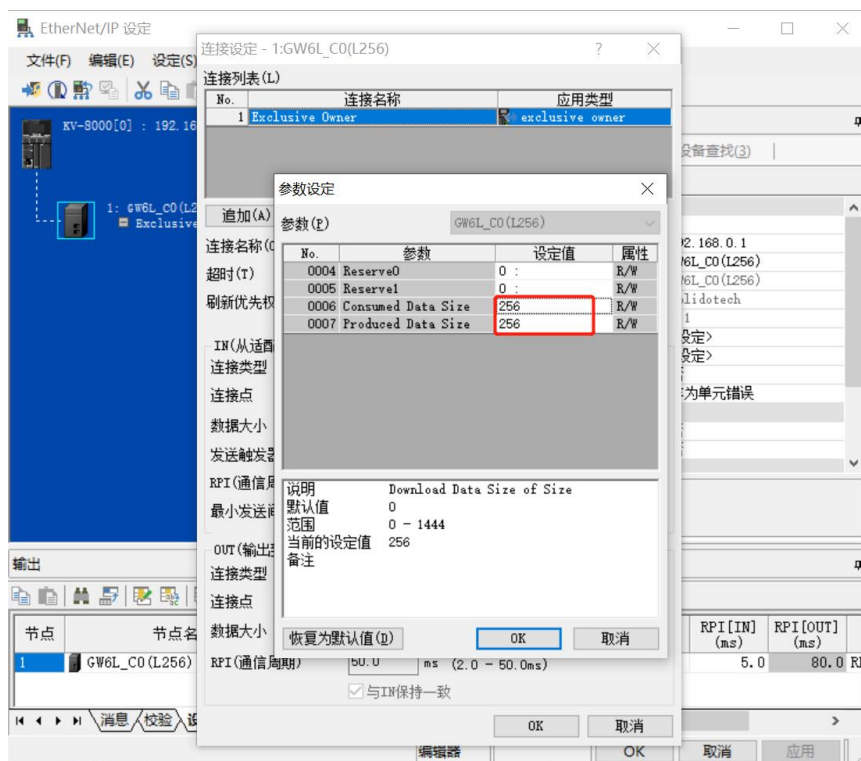 EtherNet/IP 设定
文件(F) 编辑(E) 设定(S)
KV-8000[0] : 192.16
1: GW6L_C0(L2
Exclusive
连接设定 - 1:GW6L_C0(L256)
? ×
连接列表(L)
No. 连接名称 应用类型
1 Exclusive Owner exclusive owner
追加(A)
连接名称(
超时(T)
刷新优先权
IN(从适配
连接类型
连接点
数据大小
发送触发器
RPI(通信周
最小发送间
OUT(输出至
连接类型
连接点
数据大小
RPI(通信周期) 50.0 ms (2.0 - 50.0ms)
与IN保持一致
OK 取消
参数设定
参数(P) GW6L_C0(L256)
No. 参数 设定值 属性
0004 Reserve0 0 : R/W
0005 Reserve1 0 : R/W
0006 Consumed Data Size 256 R/W
0007 Produced Data Size 256 R/W
说明 Download Data Size of Size
默认值 0
范围 0 - 1444
当前的设定值 256
备注
恢复为默认值(D) OK 取消
设备查找(3)
92.168.0.1
W6L_C0(L256)
W6L_C0(L256)
olidotech
1
设定>
设定>
为单元错误
输出
节点 节点名 RPI[IN] (ms) RPI[OUT] (ms)
1 GW6L_C0(L256) 5.0 80.0 R
消息 校验 设
编辑器 OK 取消 应用